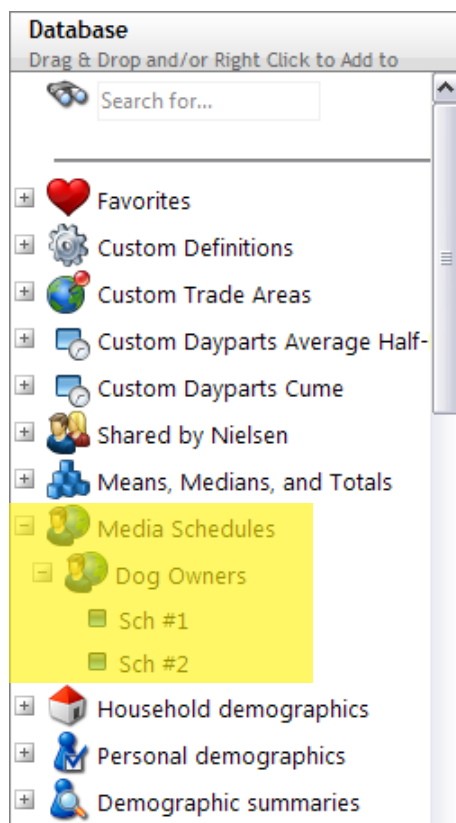 Database
Drag & Drop and/or Right Click to Add to
Search for...
Favorites
Custom Definitions
Custom Trade Areas
Custom Dayparts Average Half-
Custom Dayparts Cume
Shared by Nielsen
Means, Medians, and Totals
Media Schedules
Dog Owners
Sch #1
Sch #2
Household demographics
Personal demographics
Demographic summaries